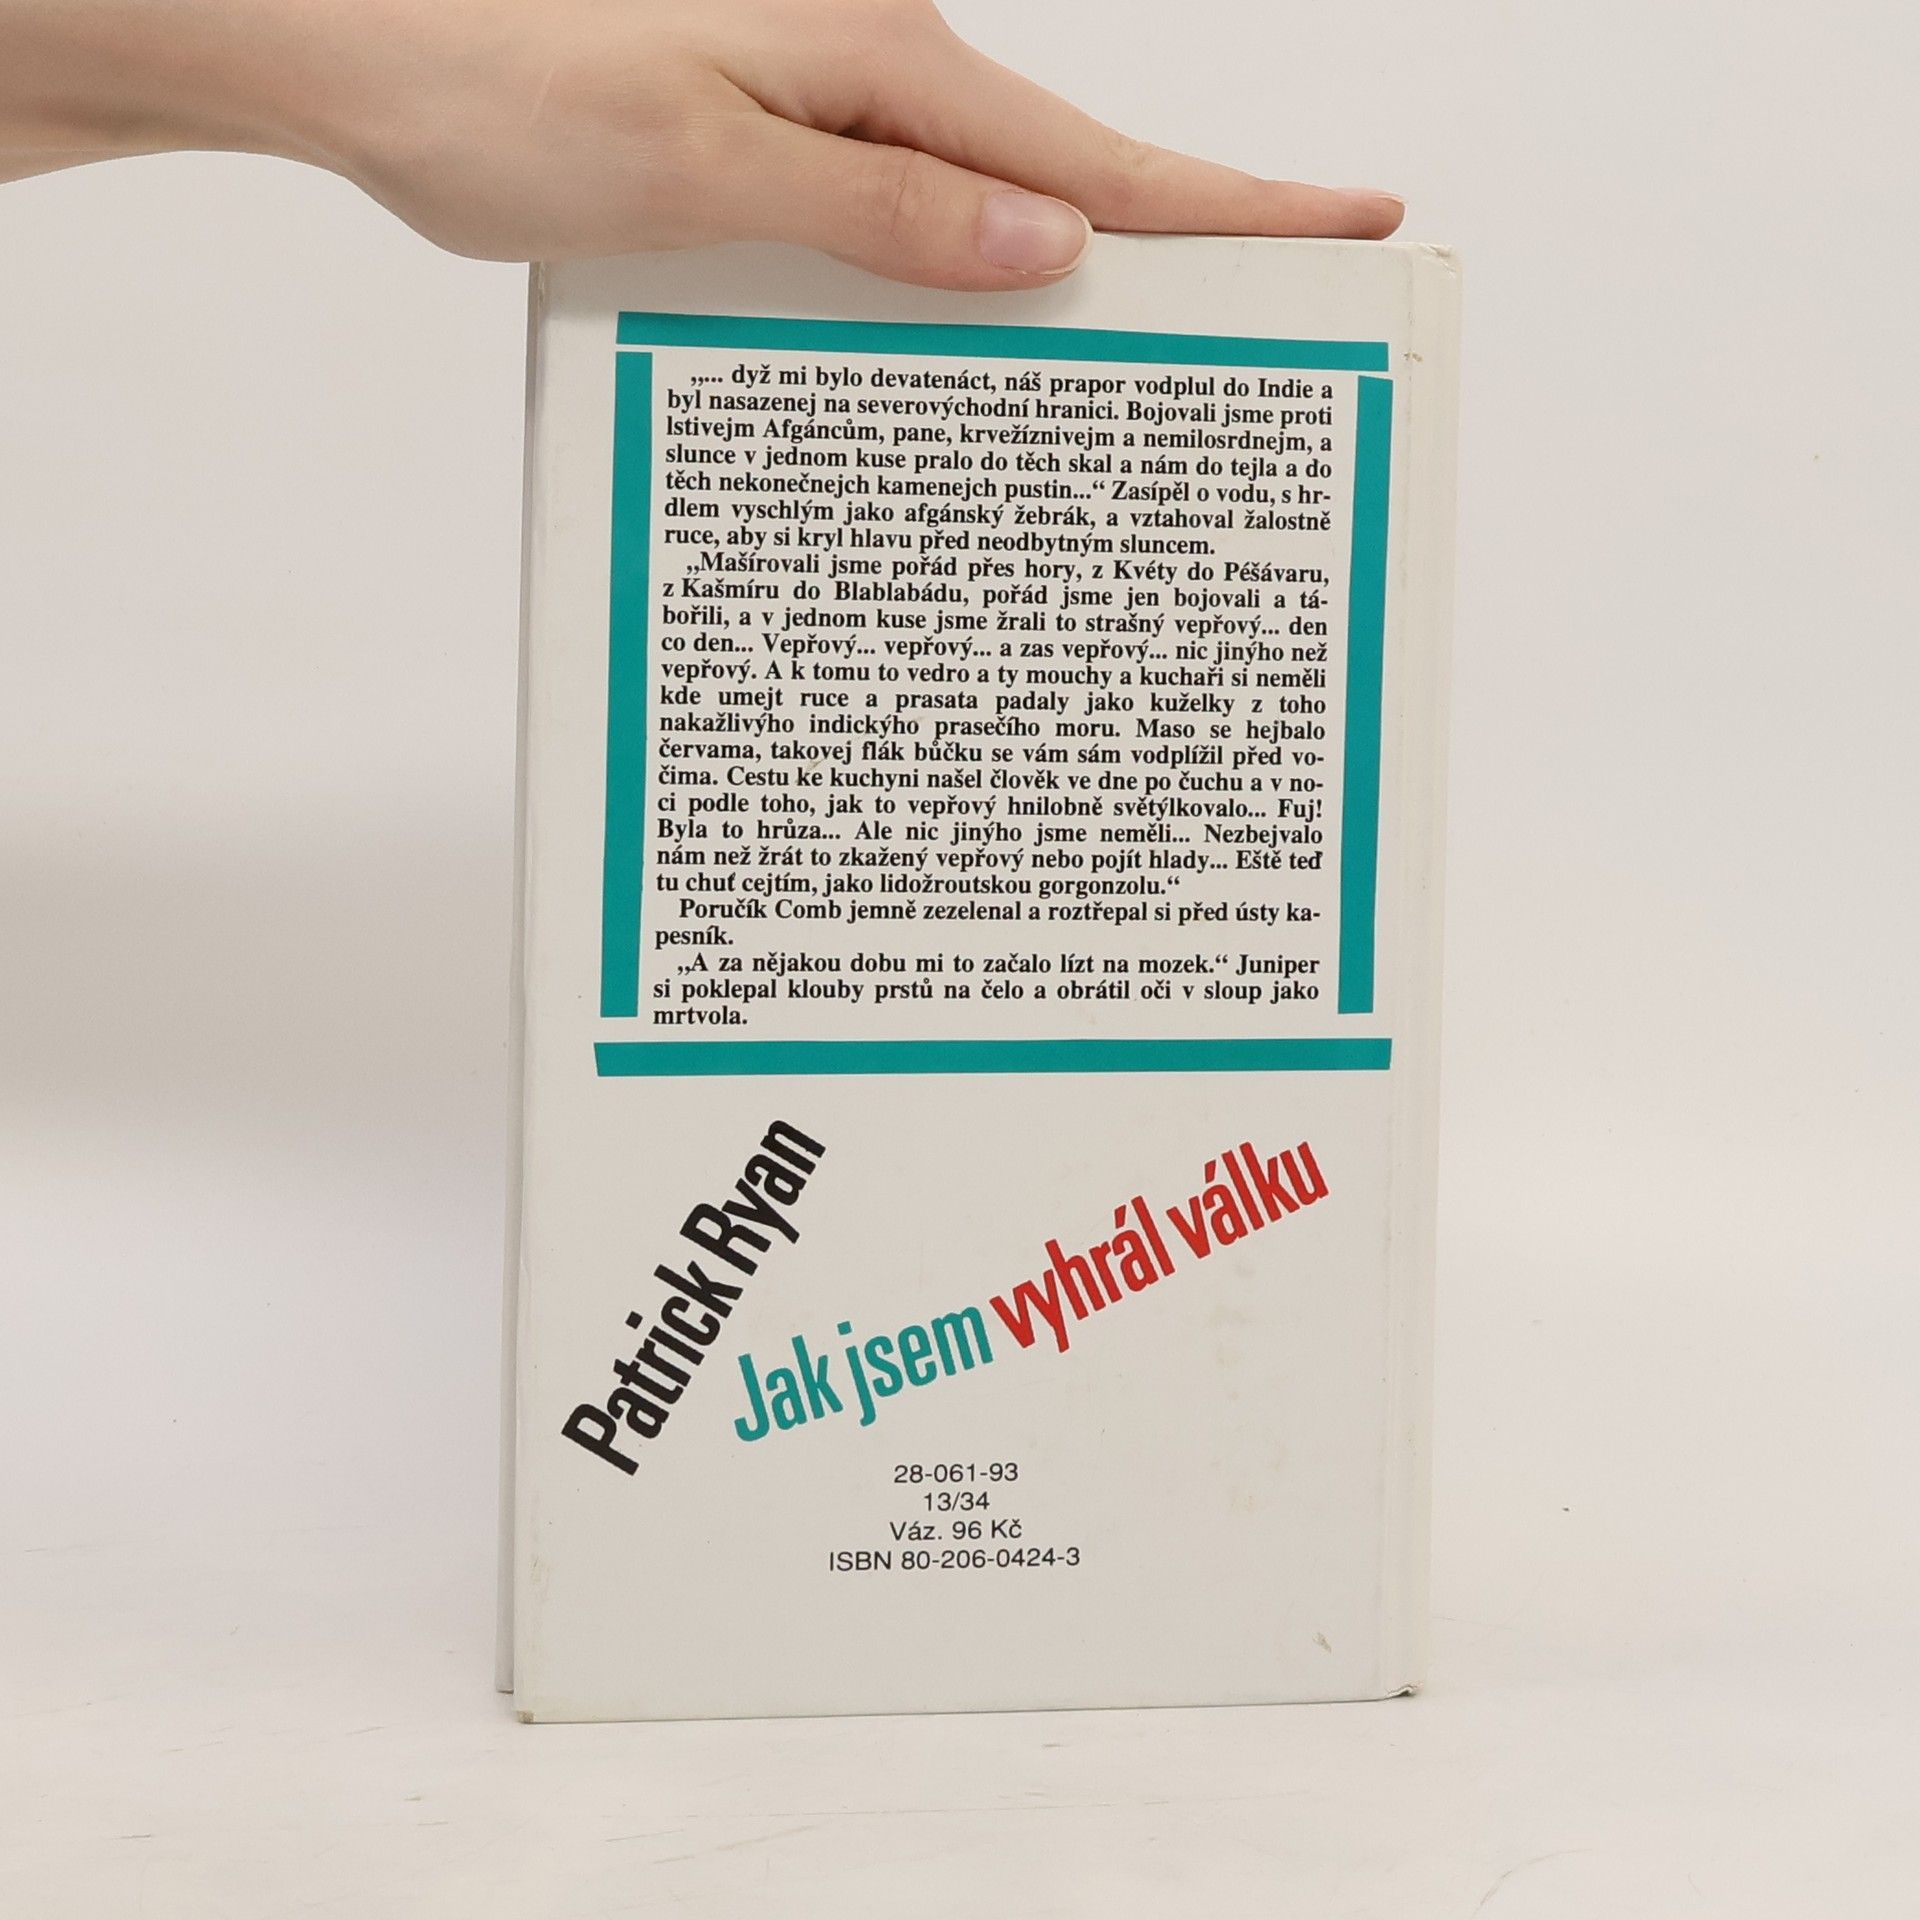 „... dyž mi bylo devatenáct, náš prapor vodplul do Indie a
byl nasazenej na severovýchodní hranici. Bojovali jsme proti
lstivejm Afgáncům, pane, krvežíznivejm a nemilosrdnejm, a
slunce v jednom kuse pralo do těch skal a nám do tejla a do
těch nekonečnejch kamenejch pustin...“ Zasípěl o vodu, s hr-
dlem vyschlým jako afgánský žebrák, a vztahoval žalostně
ruce, aby si kryl hlavu před neodbytným sluncem.
„Mašírovali jsme pořád přes hory, z Kvéty do Péšávaru,
z Kašmíru do Blablabádu, pořád jsme jen bojovali a tá-
bořili, a v jednom kuse jsme žrali to strašný vepřový... den
co den... Vepřový... vepřový... a zas vepřový... nic jinýho než
vepřový. A k tomu to vedro a ty mouchy a kuchaři si neměli
kde umejt ruce a prasata padaly jako kuželky z toho
nakažlivýho indickýho prasečího moru. Maso se hejbalo
červama, takovej flák bůčku se vám sám vodplížil před vo-
čima. Cestu ke kuchyni našel člověk ve dne po čuchu a v no-
ci podle toho, jak to vepřový hnilobně světýlkovalo... Fuj!
Byla to hrůza... Ale nic jinýho jsme neměli... Nezbejvalo
nám než žrát to zkažený vepřový nebo pojít hlady... Eště teď
tu chuť cejtím, jako lidožroutskou gorgonzolu.“
Poručík Comb jemně zezelenal a roztřepal si před ústy ka-
pesník.
„A za nějakou dobu mi to začalo lízt na mozek.“ Juniper
si poklepal klouby prstů na čelo a obrátil oči v sloup jako
mrtvola.
Patrick Ryan
Jak jsem vyhrál válku
28-061-93
13/34
Váz. 96 Kč
ISBN 80-206-0424-3